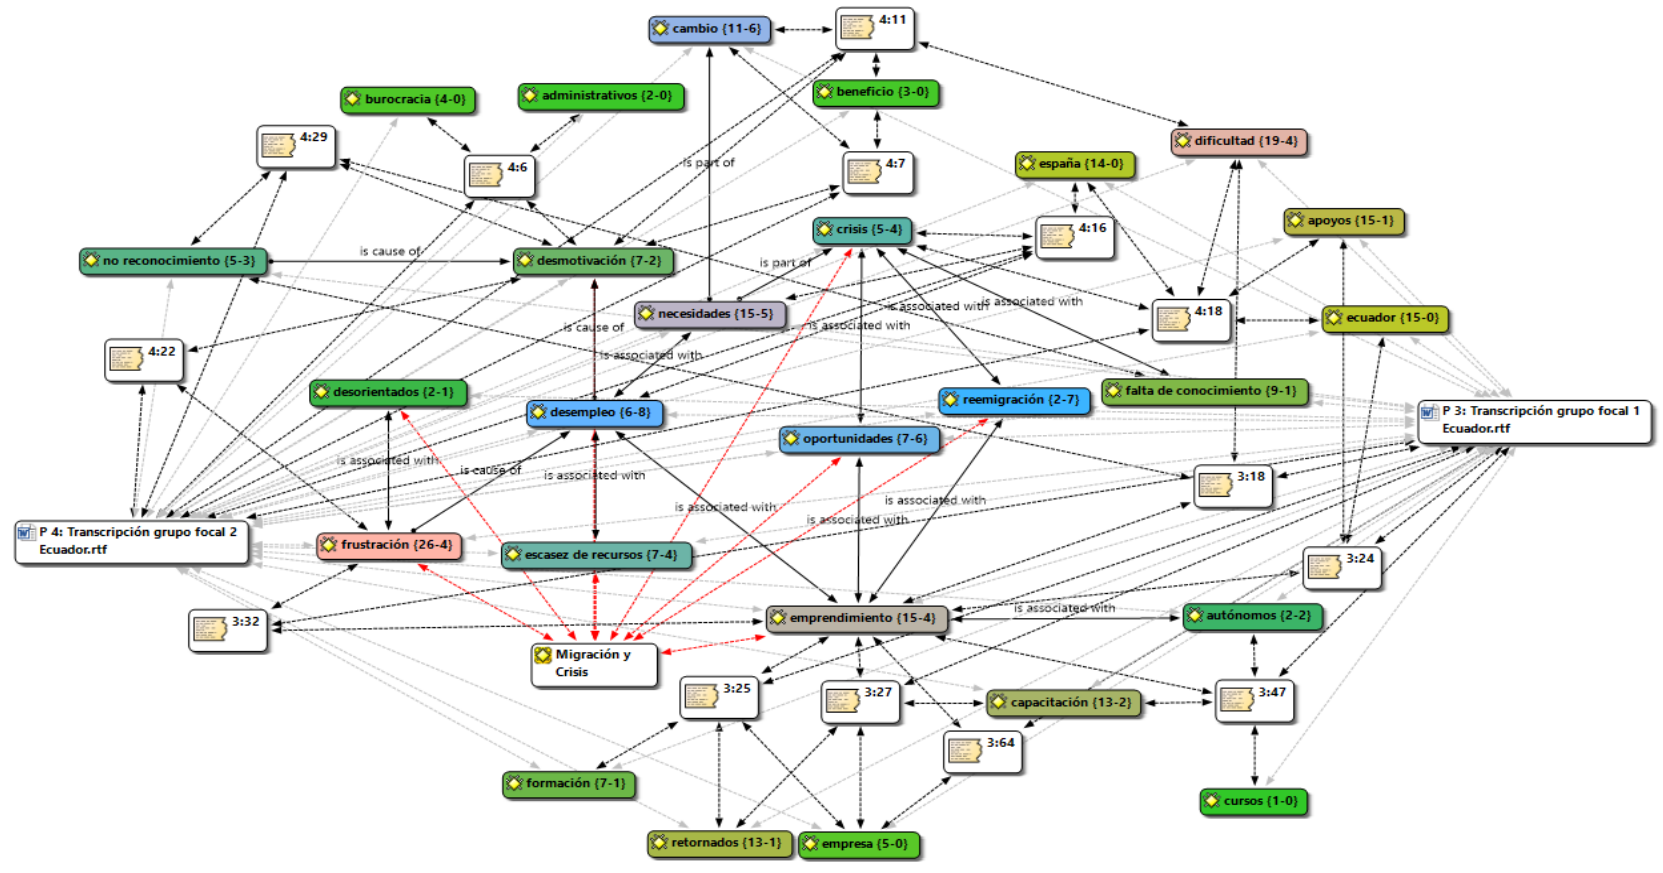 cambio {11-6}
4:11
burocracia {4-0}
administrativos {2-0}
beneficio {3-0}
4:29
4:6
is part of
4:7
españa {14-0}
dificultad {19-4}
apoyos {15-1}
crisis {5-4}
4:16
no reconocimiento {5-3}
is cause of
desmotivación {7-2}
is part of
necesidades {15-5}
is associated with
is associated with
4:18
ecuador {15-0}
is cause of
is associated with
4:22
is associated with
desorientados {2-1}
desempleo {6-8}
reemigración {2-7}
falta de conocimiento {9-1}
P 3: Transcripción grupo focal 1
Ecuador.rtf
oportunidades {7-6}
is associated with
is cause of
is associated with
3:18
is associated with
is associated with
is associated with
P 4: Transcripción grupo focal 2
Ecuador.rtf
frustración {26-4}
escasez de recursos {7-4}
3:24
3:32
emprendimiento {15-4}
is associated with
autónomos {2-2}
Migración y
Crisis
3:25
3:27
capacitación {13-2}
3:47
3:64
formación {7-1}
cursos {1-0}
retornados {13-1}
empresa {5-0}